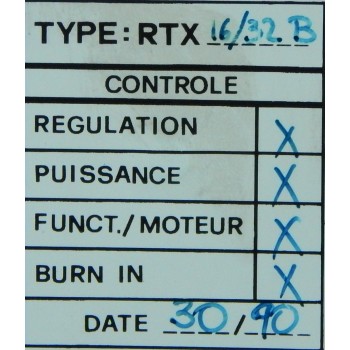 TYPE: RTX 16/32.B
CONTROLE
REGULATION X
PUISSANCE X
FUNCT./MOTEUR X
BURN IN X
DATE 30/90